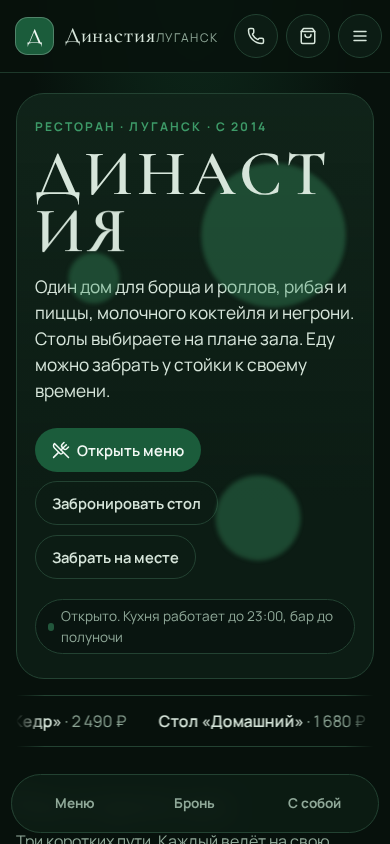 Д ДинастияЛУГАНСК
РЕСТОРАН · ЛУГАНСК · С 2014
ДИНАСТ
ИЯ
Один дом для борща и роллов, рибая и
пиццы, молочного коктейля и негрони.
Столы выбираете на плане зала. Еду
можно забрать у стойки к своему
времени.
Открыть меню
Забронировать стол
Забрать на месте
Открыто. Кухня работает до 23:00, бар до
полуночи
Кедр» · 2 490 ₽ Стол «Домашний» · 1 680 ₽
Меню Бронь С собой
Три коротких пути. Каждый ведёт на свою